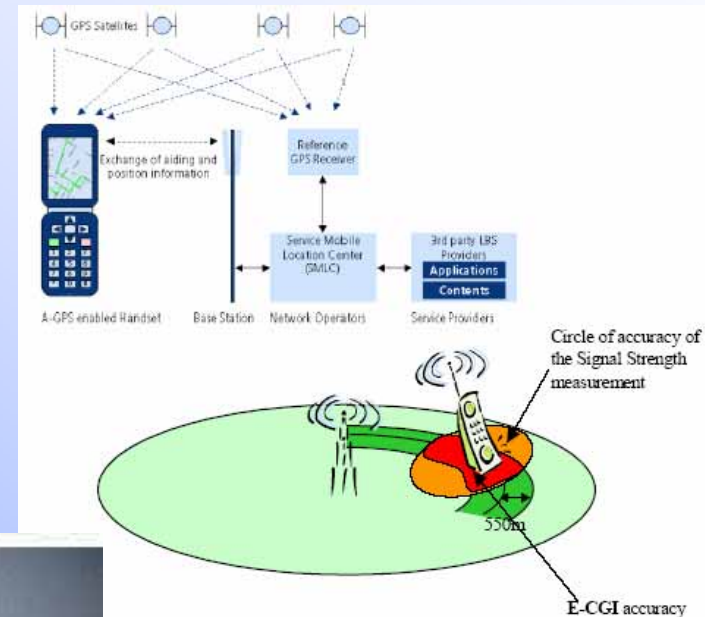 GPS Satellites
Exchange of aiding and
position information
Reference
GPS Receiver
Service Mobile
Location Center
(SMLC)
3rd party LBS
Providers
Applications
Contents
A-GPS enabled Handset
Base Station
Network Operators
Service Providers
Circle of accuracy of
the Signal Strength
measurement
550m
E-CGI accuracy